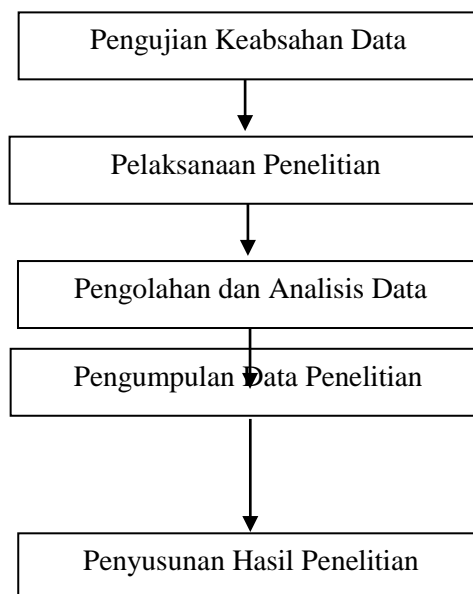 Pengujian Keabsahan Data
Pelaksanaan Penelitian
Pengolahan dan Analisis Data
Pengumpulan Data Penelitian
Penyusunan Hasil Penelitian